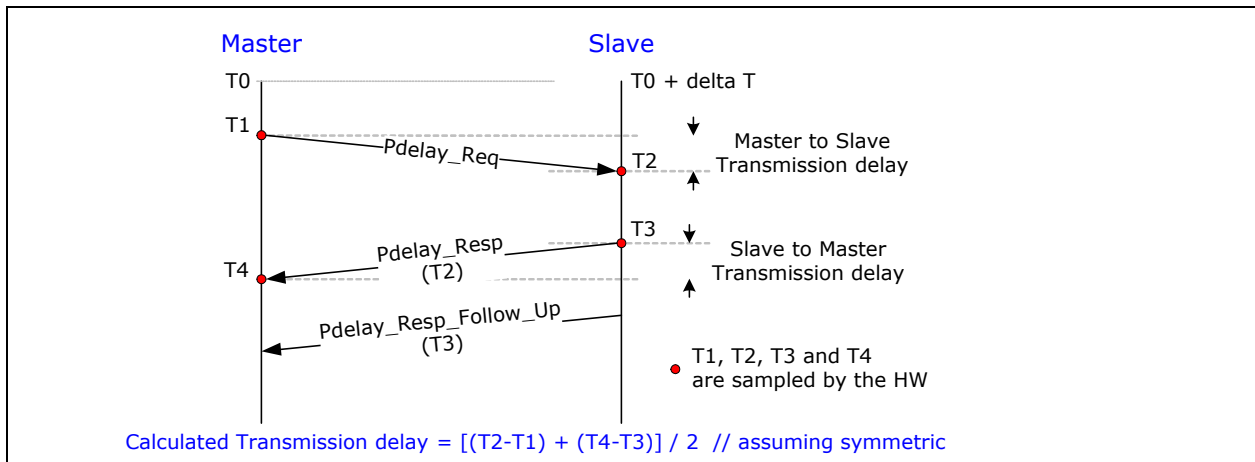 Master
Slave
T0
T0 + delta T
T1
Pdelay_Req
T2
Master to Slave
Transmission delay
T3
Pdelay_Resp
(T2)
T4
Slave to Master
Transmission delay
Pdelay_Resp_Follow_Up
(T3)
T1, T2, T3 and T4
are sampled by the HW
Calculated Transmission delay = [(T2-T1) + (T4-T3)] / 2 // assuming symmetric